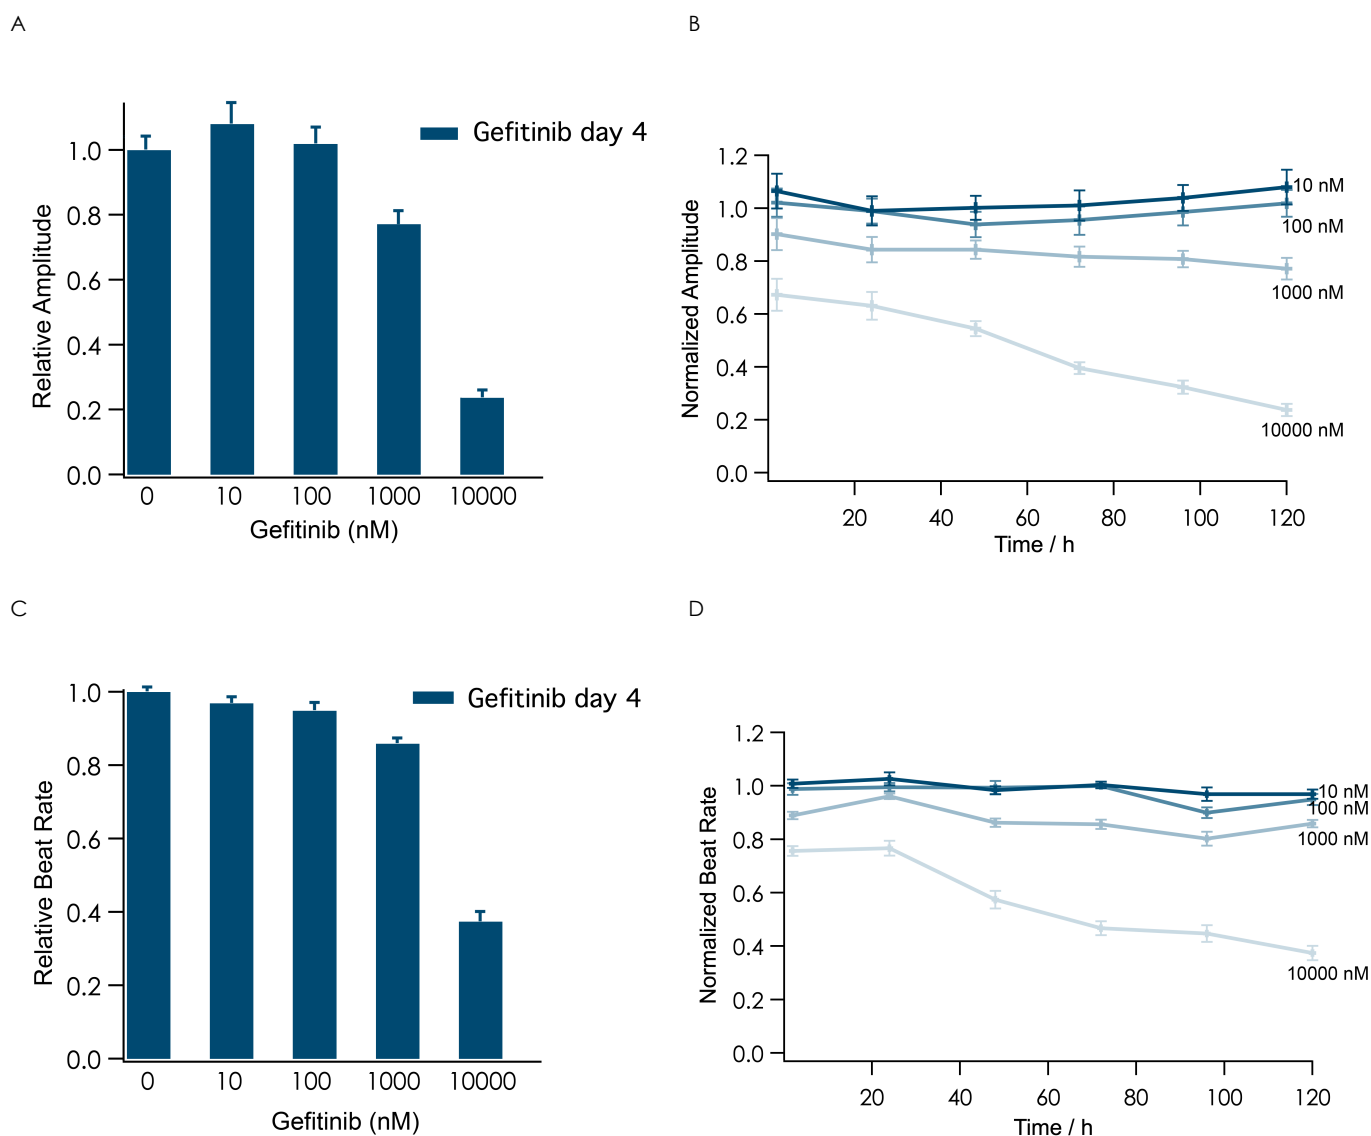 A
B
Relative Amplitude
1.0
0.8
0.6
0.4
0.2
0.0
0 10 100 1000 10000
Gefitinib (nM)
Gefitinib day 4
Normalized Amplitude
1.2
1.0
0.8
0.6
0.4
0.2
0.0
20 40 60 80 100 120
Time / h
10 nM
100 nM
1000 nM
10000 nM
C
D
Relative Beat Rate
1.0
0.8
0.6
0.4
0.2
0.0
0 10 100 1000 10000
Gefitinib (nM)
Gefitinib day 4
Normalized Beat Rate
1.2
1.0
0.8
0.6
0.4
0.2
0.0
20 40 60 80 100 120
Time / h
10 nM
100 nM
1000 nM
10000 nM